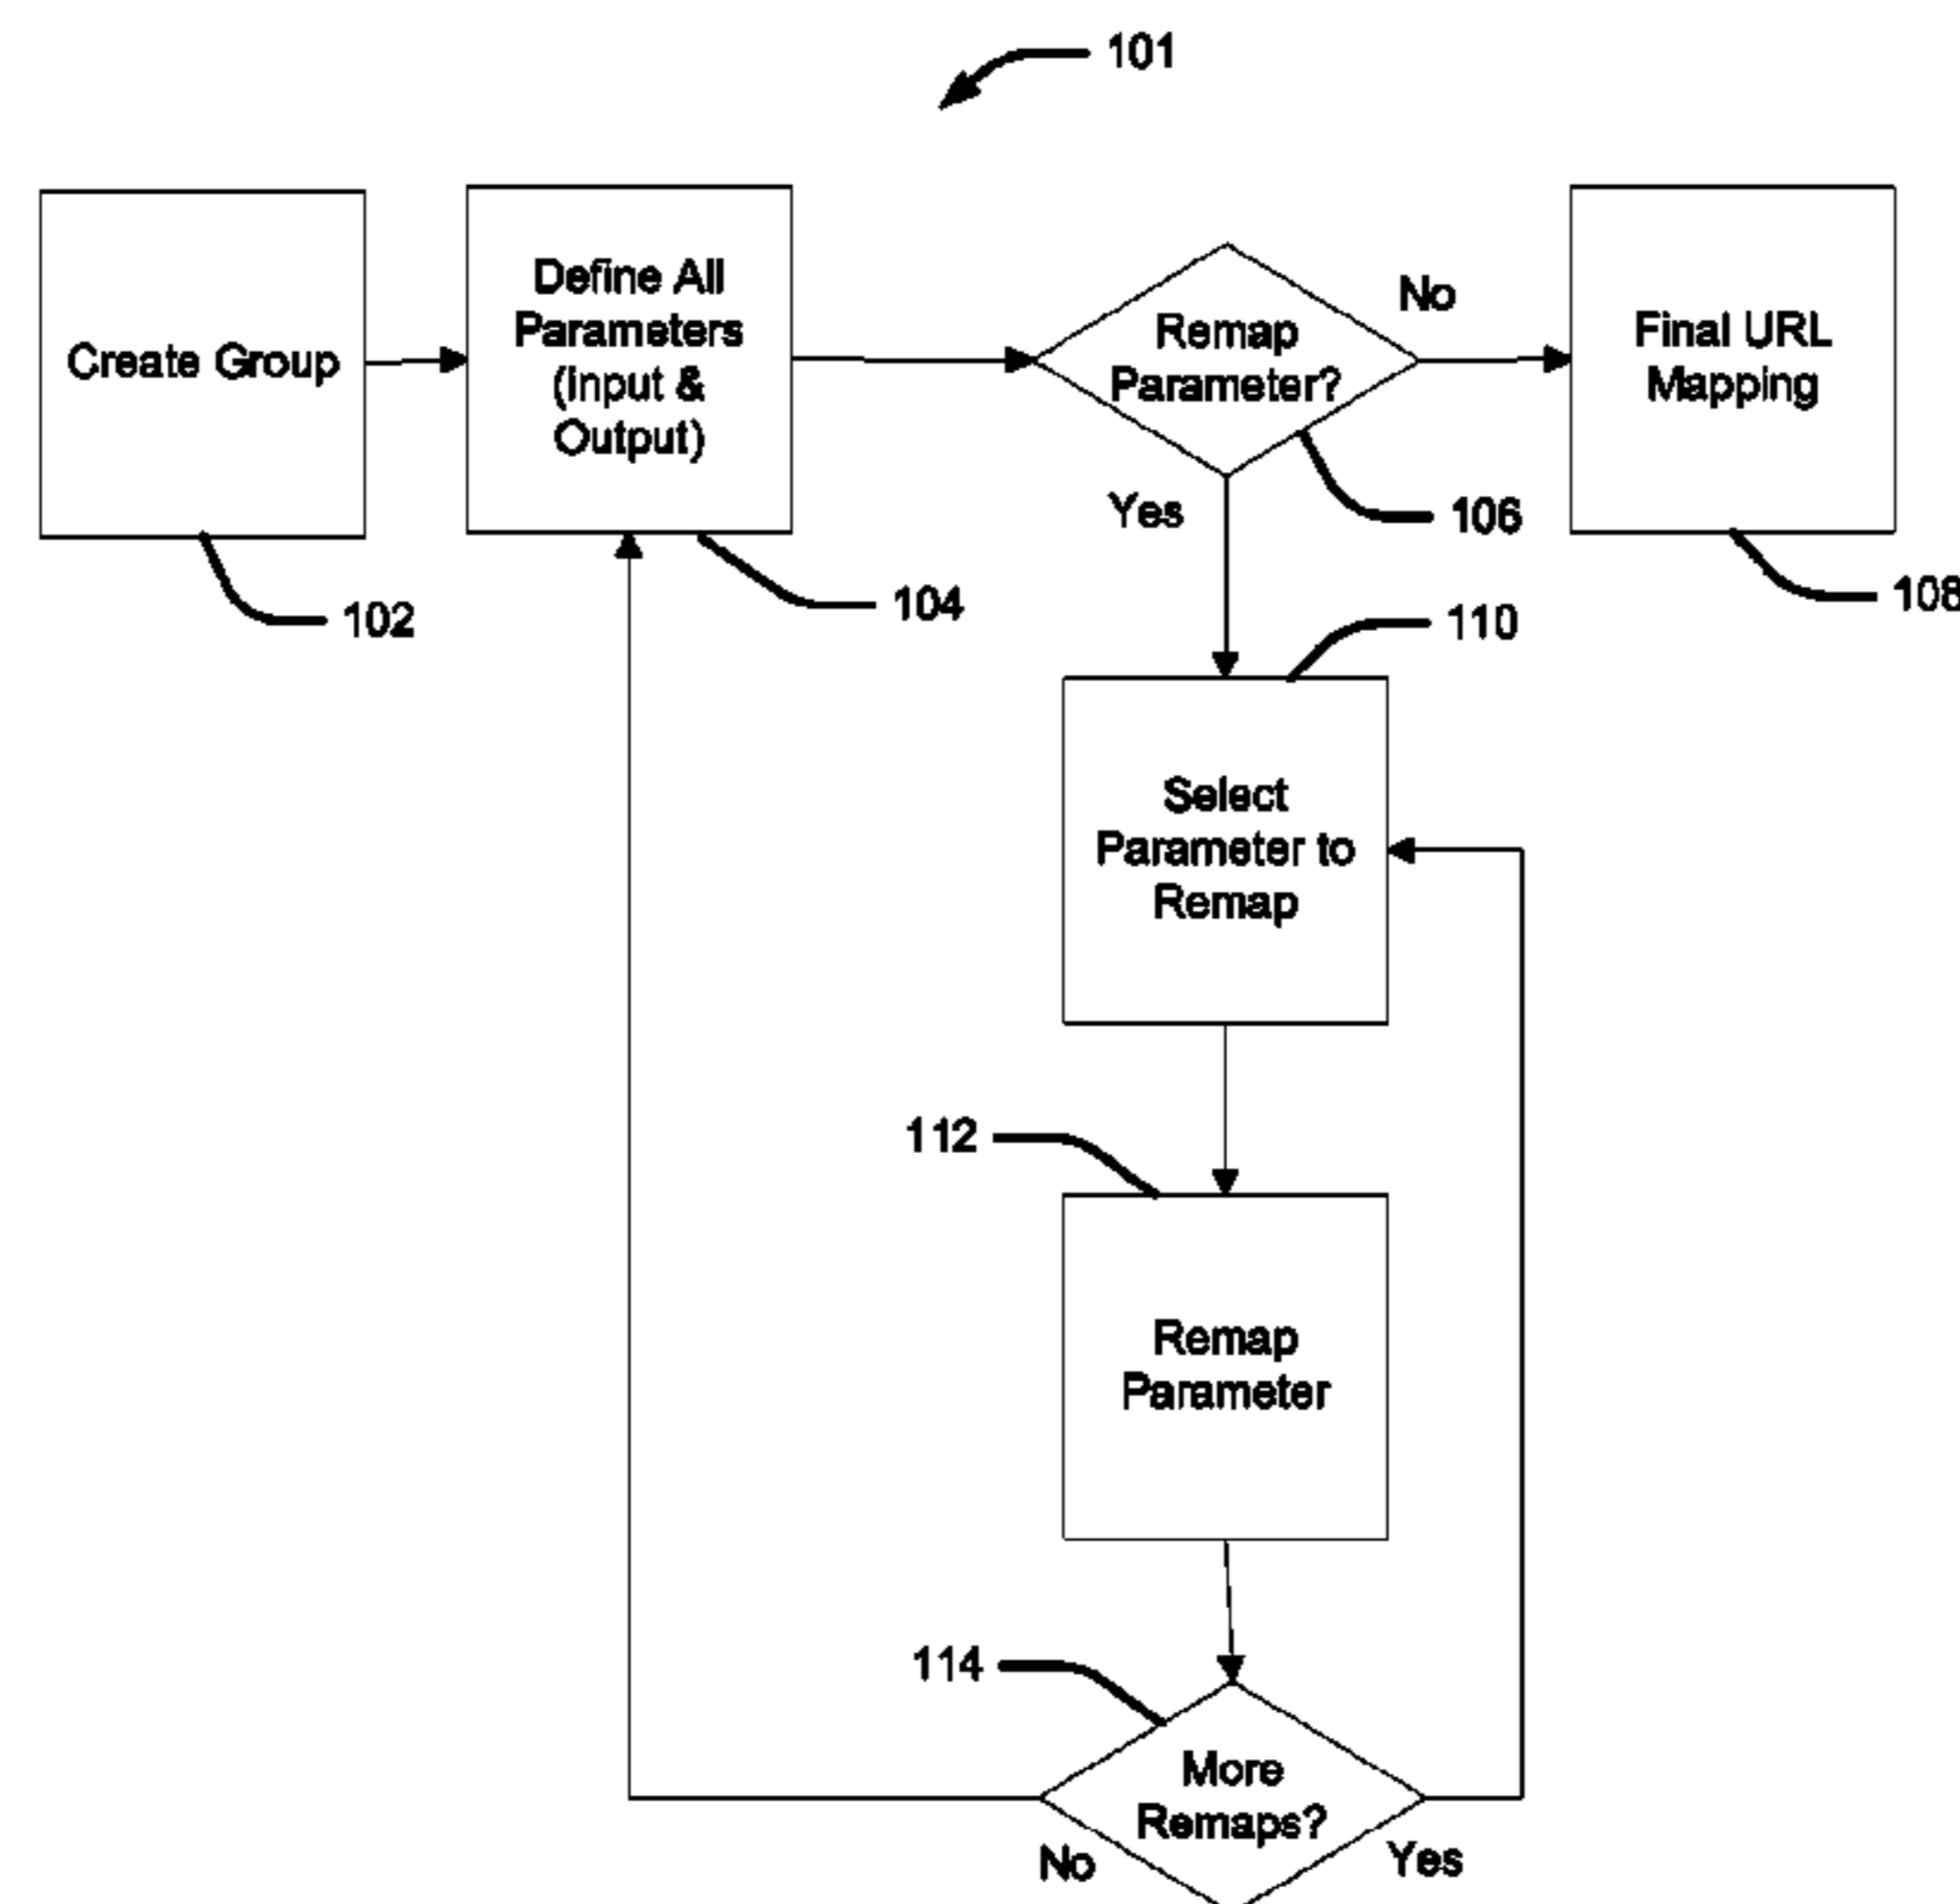 101
Create Group
Define All
Parameters
(Input &
Output)
Remap
Parameter?
No
Final URL
Mapping
Yes
106
102
104
108
110
Select
Parameter to
Remap
112
Remap
Parameter
114
More
Remaps?
No
Yes